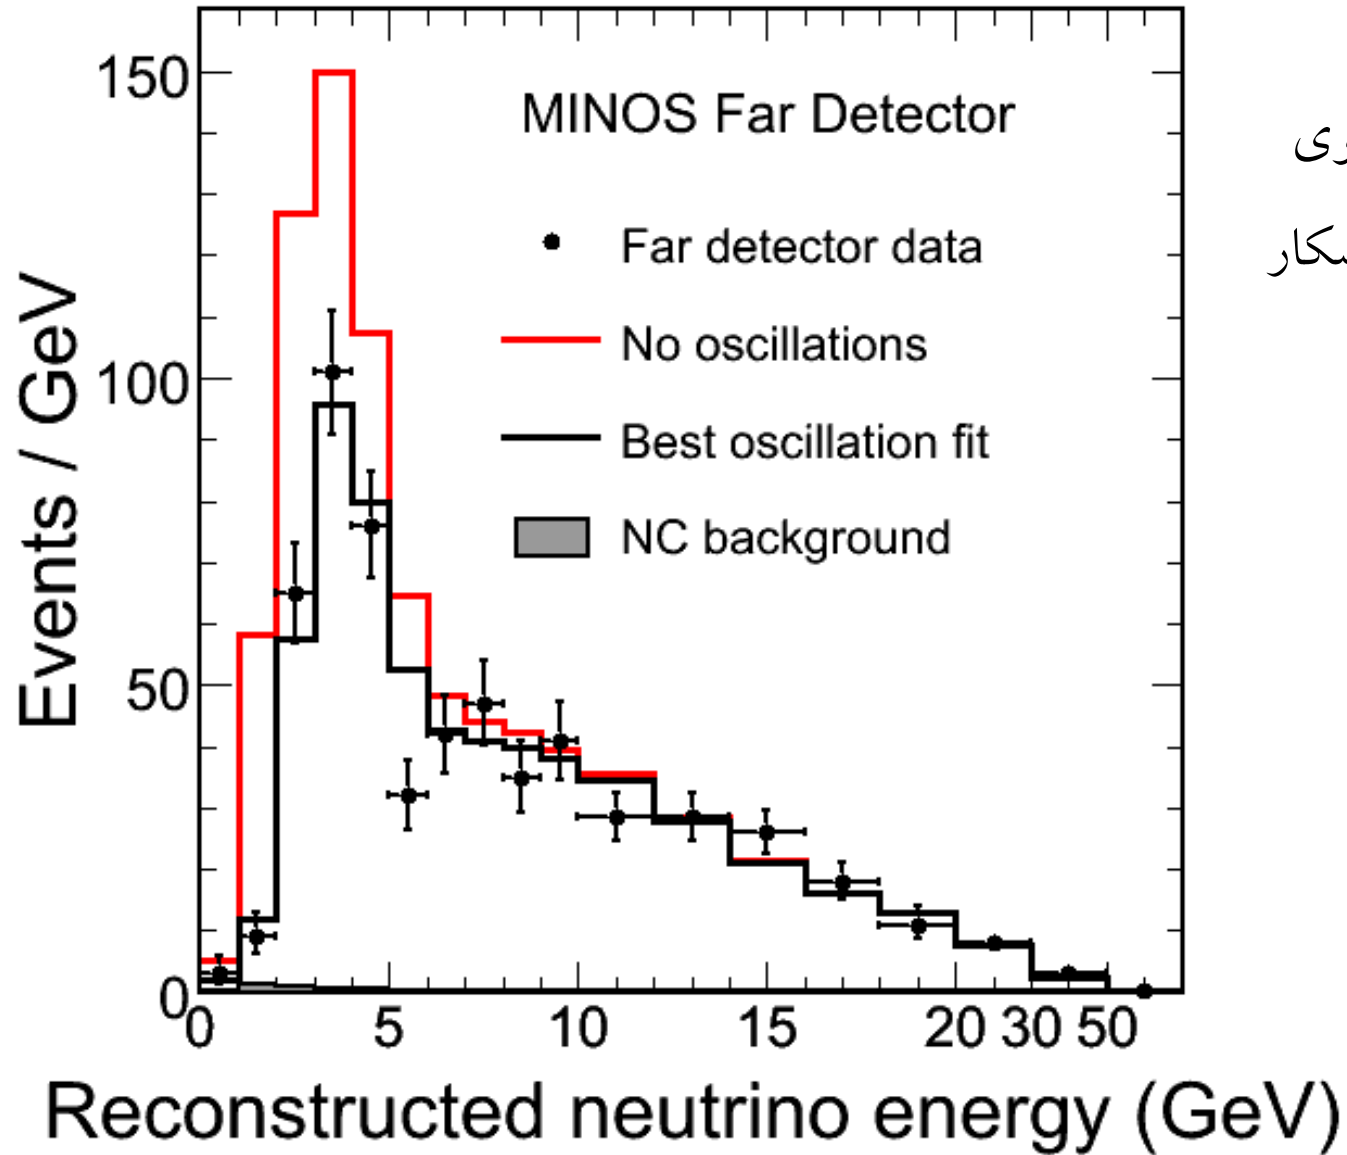 150
MINOS Far Detector
Far detector data
100
No oscillations
Best oscillation fit
NC background
50
0
0 5 10 15 20 30 50
Events / GeV
Reconstructed neutrino energy (GeV)